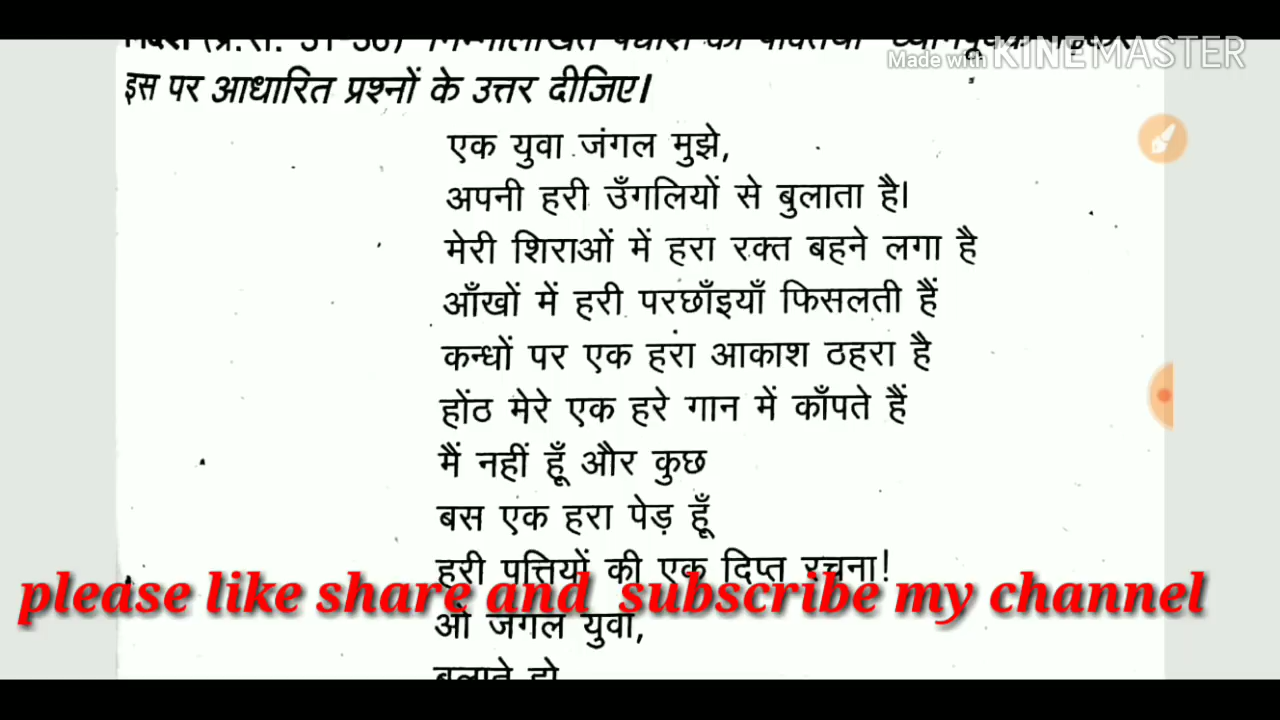 Made with KINEMASTER
इस पर आधारित प्रश्नों के उत्तर दीजिए।
एक युवा जंगल मुझे,
अपनी हरी उँगलियों से बुलाता है।
मेरी शिराओं में हरा रक्त बहने लगा है
आँखों में हरी परछाँइयाँ फिसलती हैं
कन्धों पर एक हरा आकाश ठहरा है
होंठ मेरे एक हरे गान में काँपते हैं
मैं नहीं हूँ और कुछ
बस एक हरा पेड़ हूँ
हरी पत्तियों की एक दिप्त रचना!
please like share and subscribe my channel
ओ जंगल युवा,
बुलाते हो